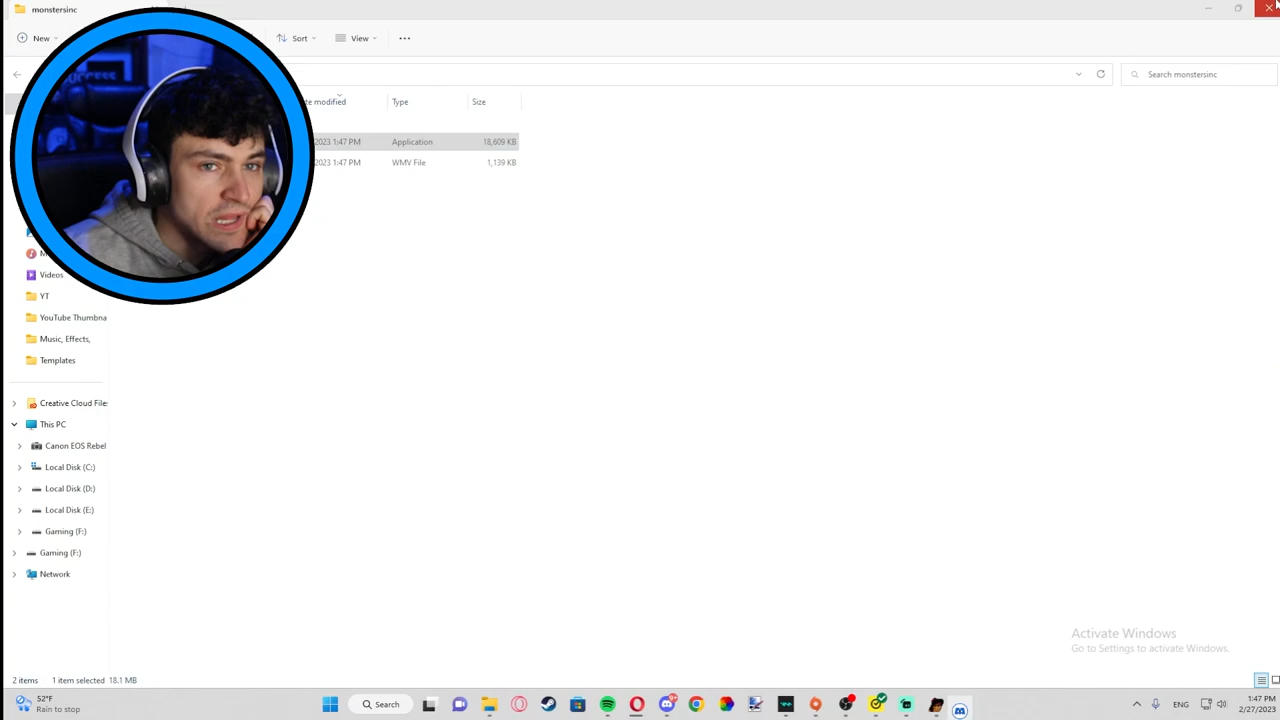 monstersinc
New
Sort
View
Search monstersinc
te modified
Type
Size
2023 1:47 PM
Application
18,609 KB
2023 1:47 PM
WMV File
1,139 KB
SUCCESS
M
Videos
YT
YouTube Thumbna
Music, Effects,
Templates
Creative Cloud Files
This PC
Canon EOS Rebel
Local Disk (C:)
Local Disk (D:)
Local Disk (E:)
Gaming (F:)
Gaming (F:)
Network
Activate Windows
Go to Settings to activate Windows.
2 items
1 item selected 18.1 MB
52°F
Rain to stop
Search
ENG
1:47 PM
2/27/2023